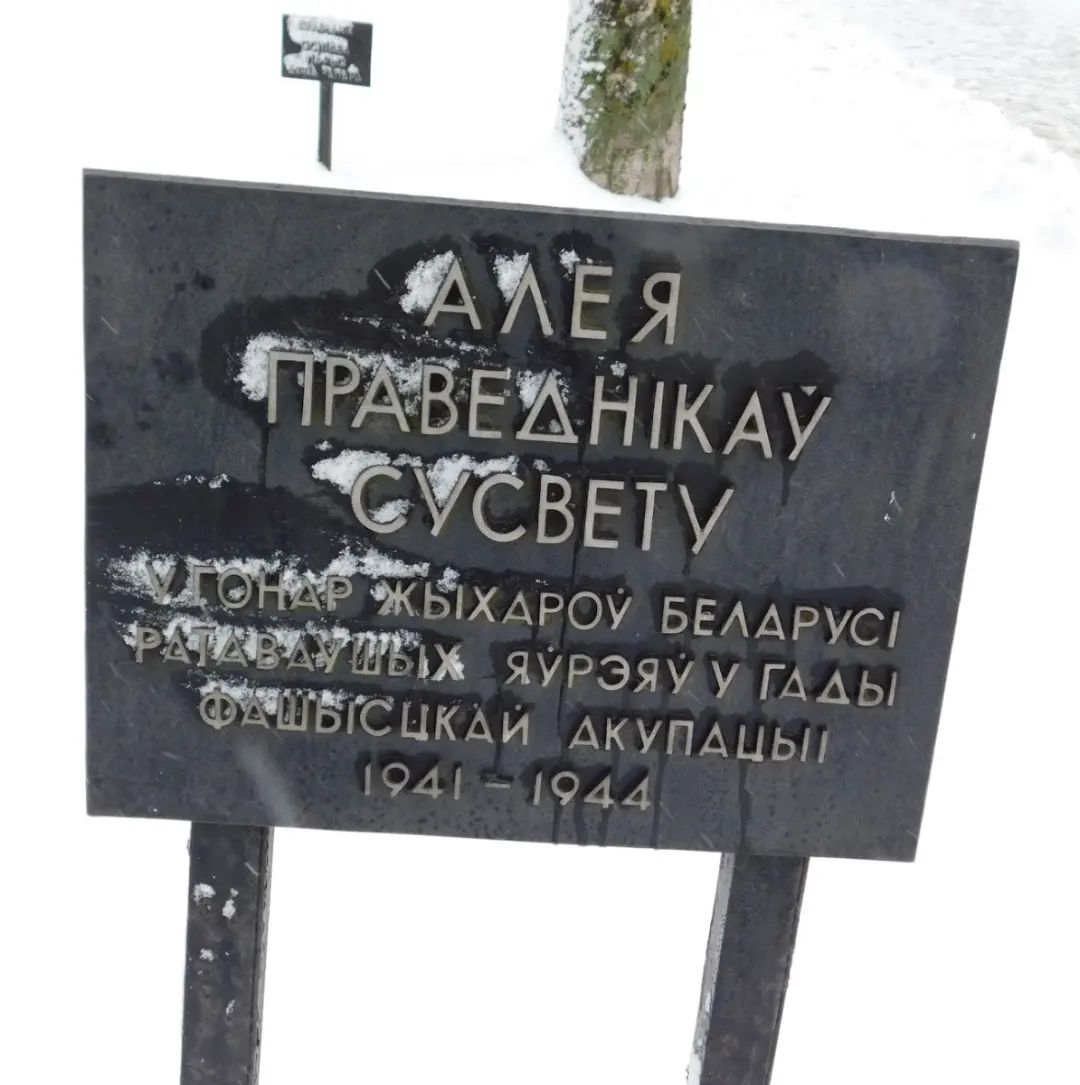 АЛЕЯ
ПРАВЕДНІКАЎ
СУСВЕТУ
У ГОНАР ЖЫХАРОЎ БЕЛАРУСІ
РАТАВАЎШЫХ ЯЎРЭЯЎ У ГАДЫ
ФАШЫСЦКАЙ АКУПАЦЫІ
1941 – 1944